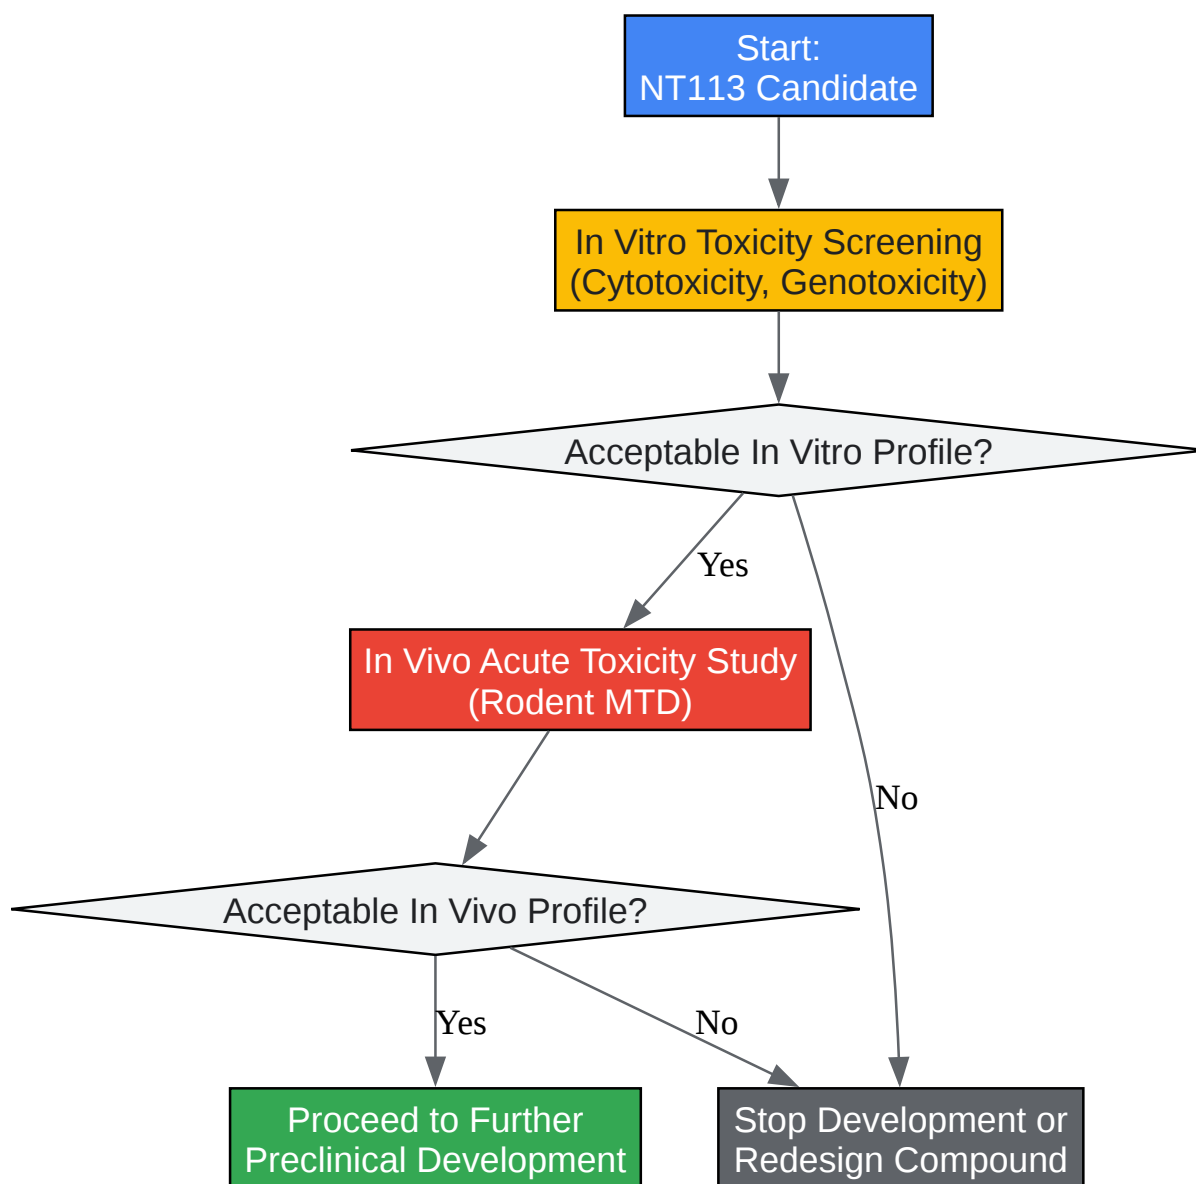 Start:
NT113 Candidate
In Vitro Toxicity Screening
(Cytotoxicity, Genotoxicity)
Acceptable In Vitro Profile?
Yes
In Vivo Acute Toxicity Study
(Rodent MTD)
No
Acceptable In Vivo Profile?
Yes
No
Proceed to Further
Preclinical Development
Stop Development or
Redesign Compound